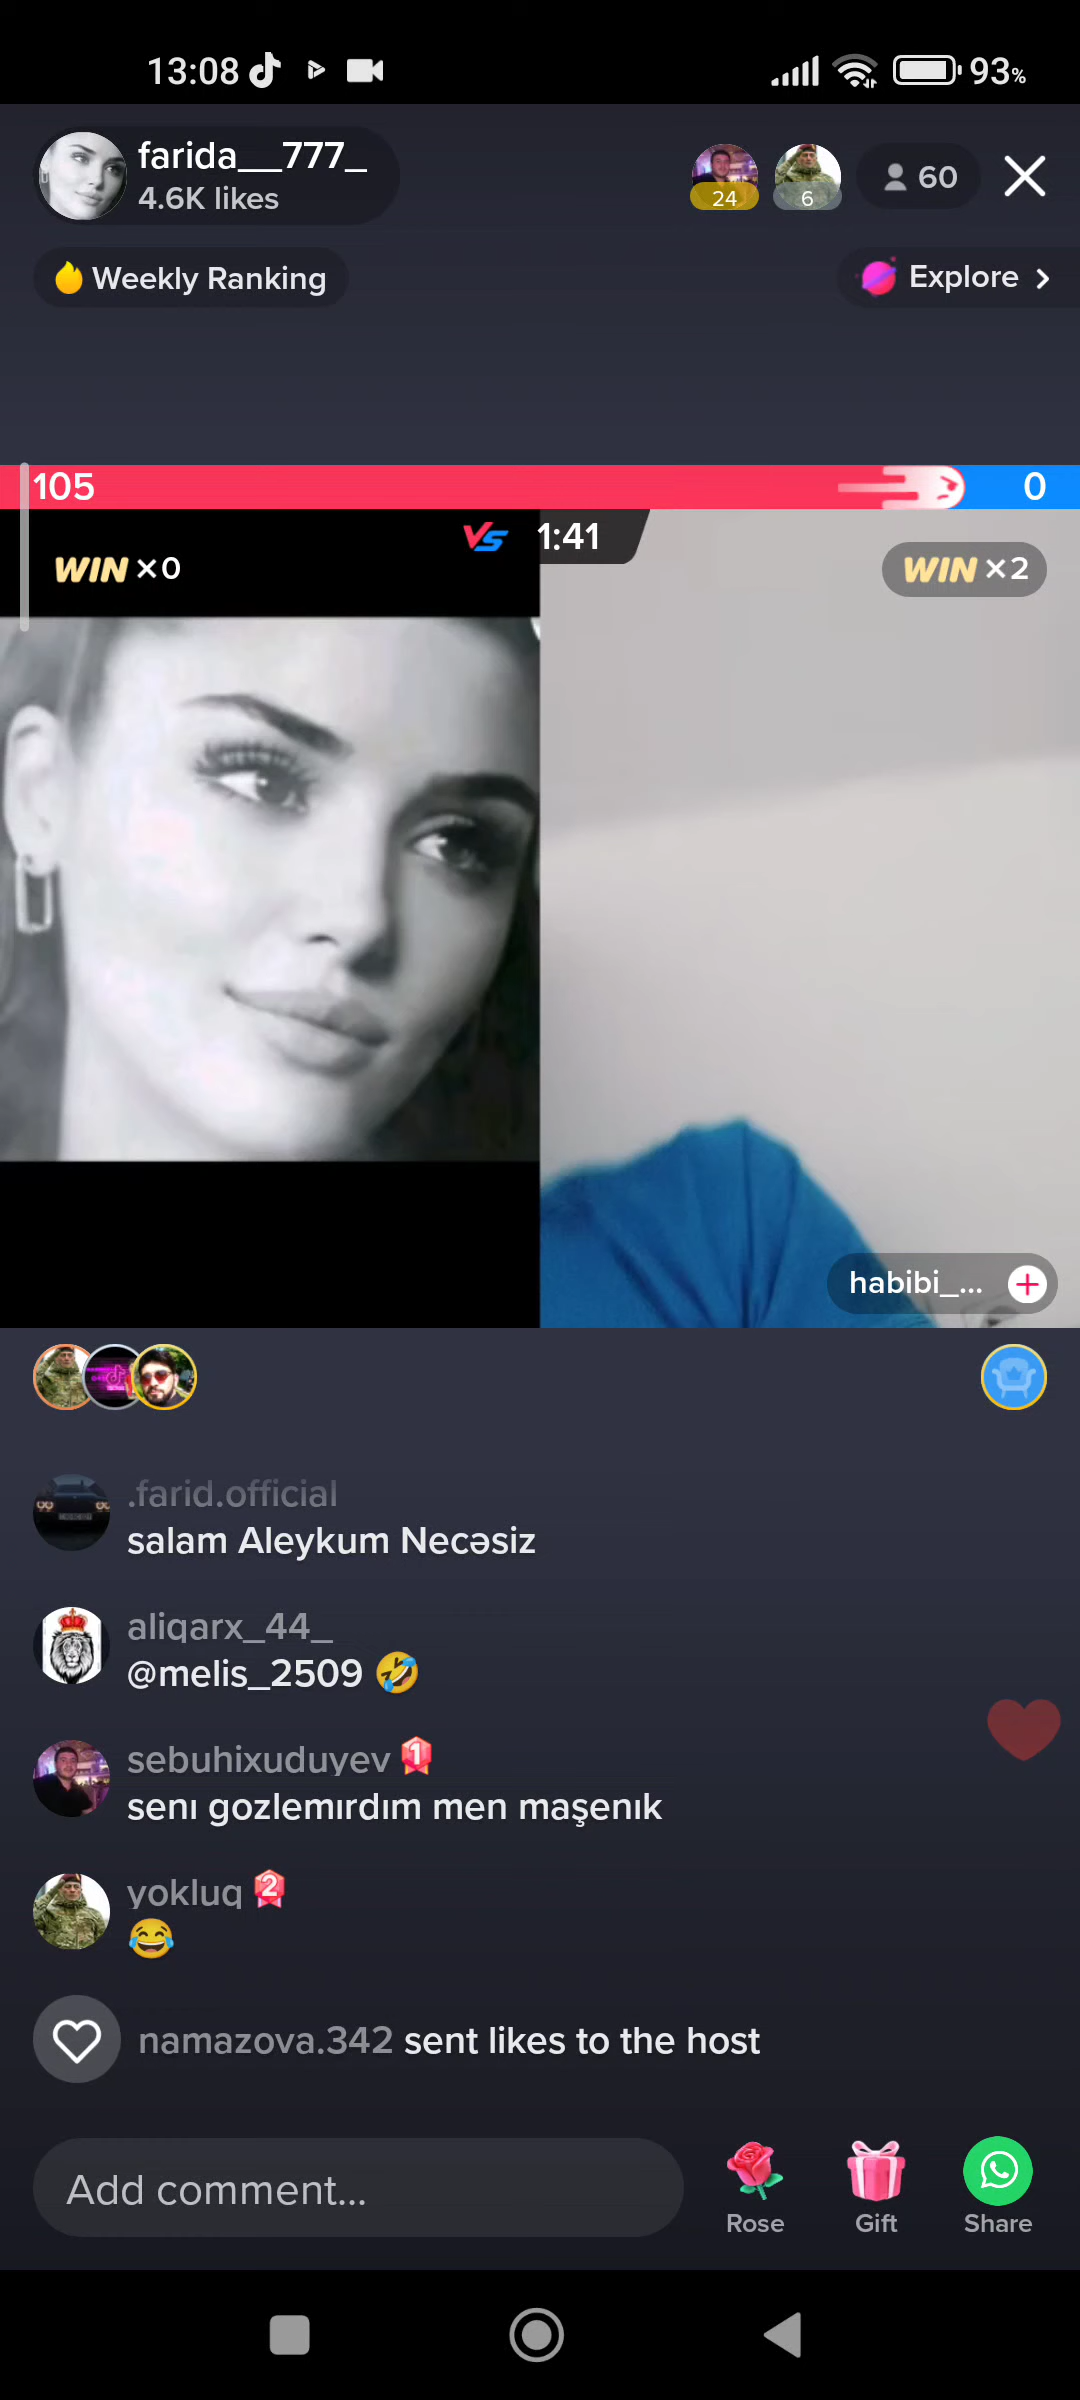 13:08
93%
farida__777_
4.6K likes
24
6
60
Weekly Ranking
Explore
105
0
VS 1:41
WIN ×0
WIN ×2
habibi_...
.farid.official
salam Aleykum Necəsiz
aliqarx_44_
@melis_2509 🤣
sebuhixuduyev 1
senı gozlemırdım men maşenık
yokluq 2
😂
namazova.342 sent likes to the host
Add comment...
Rose
Gift
Share